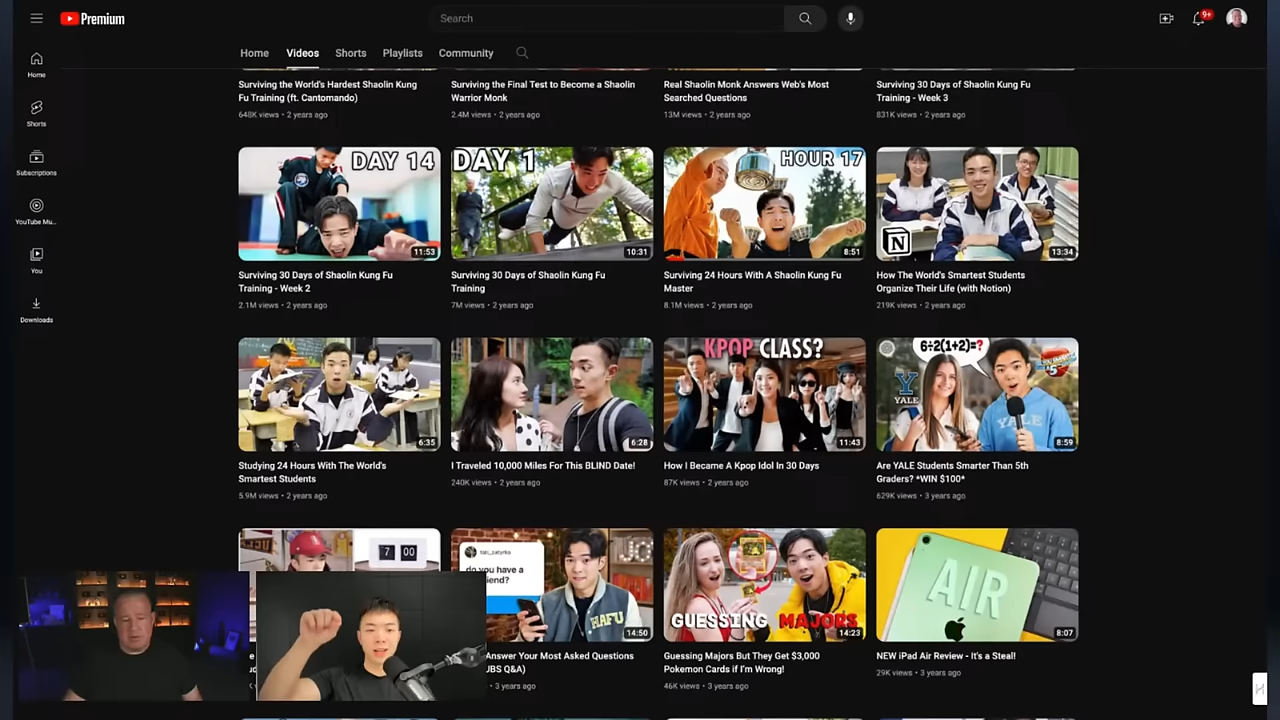 Premium
Search
9+
Home
Videos
Shorts
Playlists
Community
Home
Shorts
Subscriptions
YouTube Mu...
You
Downloads
Surviving the World's Hardest Shaolin Kung
Fu Training (ft. Cantomando)
648K views • 2 years ago
Surviving the Final Test to Become a Shaolin
Warrior Monk
2.4M views • 2 years ago
Real Shaolin Monk Answers Web's Most
Searched Questions
13M views • 2 years ago
Surviving 30 Days of Shaolin Kung Fu
Training - Week 3
831K views • 2 years ago
DAY 14
11:53
Surviving 30 Days of Shaolin Kung Fu
Training - Week 2
2.1M views • 2 years ago
DAY 1
10:31
Surviving 30 Days of Shaolin Kung Fu
Training
7M views • 2 years ago
HOUR 17
8:51
Surviving 24 Hours With A Shaolin Kung Fu
Master
8.1M views • 2 years ago
N
13:34
How The World's Smartest Students
Organize Their Life (with Notion)
219K views • 2 years ago
6:35
Studying 24 Hours With The World's
Smartest Students
5.9M views • 2 years ago
6:28
I Traveled 10,000 Miles For This BLIND Date!
240K views • 2 years ago
KPOP CLASS?
11:43
How I Became A Kpop Idol In 30 Days
87K views • 2 years ago
6÷2(1+2)=?
Y
YALE
YALE
8:59
Are YALE Students Smarter Than 5th
Graders? *WIN $100*
629K views • 3 years ago
7 00
do you have a
friend?
HAFU
14:50
Answer Your Most Asked Questions
UBS Q&A)
• 3 years ago
GUESSING MAJORS
14:23
Guessing Majors But They Get $3,000
Pokemon Cards if I'm Wrong!
46K views • 3 years ago
AIR
8:07
NEW iPad Air Review - It's a Steal!
29K views • 3 years ago